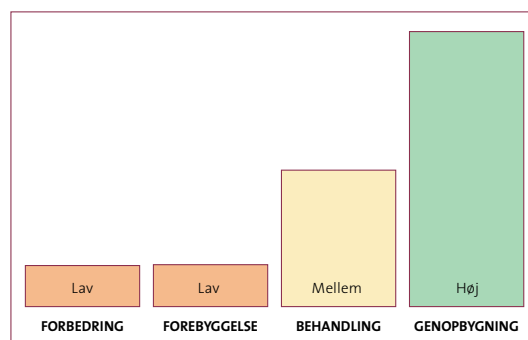 Lav Lav Mellem Høj
FORBEDRING FOREBYGGELSE BEHANDLING GENOPBYGNING